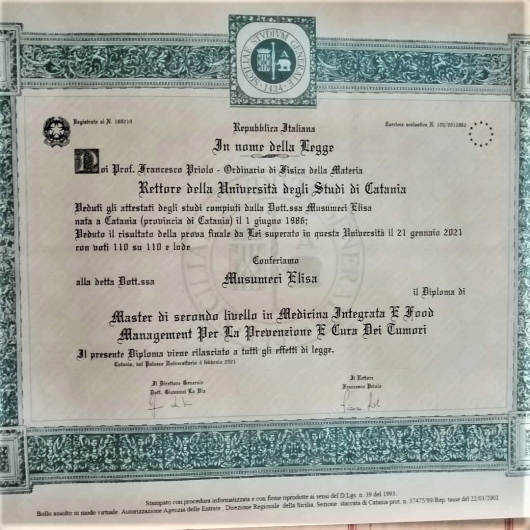 SICILIAE STVDIVM GENERALE
1434
Registrato al N. 160214
Repubblica Italiana
Carriera scolastica N.
In nome della Legge
Noi Prof. Francesco Priolo - Ordinario di Fisica della Materia
Rettore della Università degli Studi di Catania
Veduti gli attestati degli studi compiuti dalla Dott.ssa Musumeci Elisa
nata a Catania (provincia di Catania) il 1 giugno 1986;
Veduto il risultato della prova finale da Lei superato in questa Università il 21 gennaio 2021
con voti 110 su 110 e lode
Conferiamo
alla detta Dott.ssa Musumeci Elisa
il Diploma di
Master di secondo livello in Medicina Integrata E Food
Management Per La Prevenzione E Cura Dei Tumori
Il presente Diploma viene rilasciato a tutti gli effetti di legge.
Catania, dal Palazzo Universitario 4 febbraio 2021
Il Direttore Generale
Dott. Giovanni La Via
Il Rettore
Francesco Priolo
Stampato con procedura informatizzata e con firme riprodotte ai sensi del D.Lgs. n. 39 del 1993.
Bollo assolto in modo virtuale. Autorizzazione Agenzia delle Entrate . Direzione Regionale della Sicilia, Sezione staccata di Catania prot. n. 37475/99/Rep. tasse del 22/03/2001